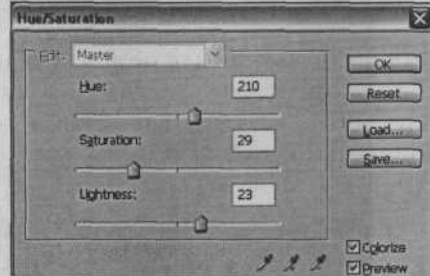 Hue/Saturation
Edit: Master
OK
Hue: 210
Reset
Load...
Saturation: 29
Save...
Lightness: 23
Colorize
Preview